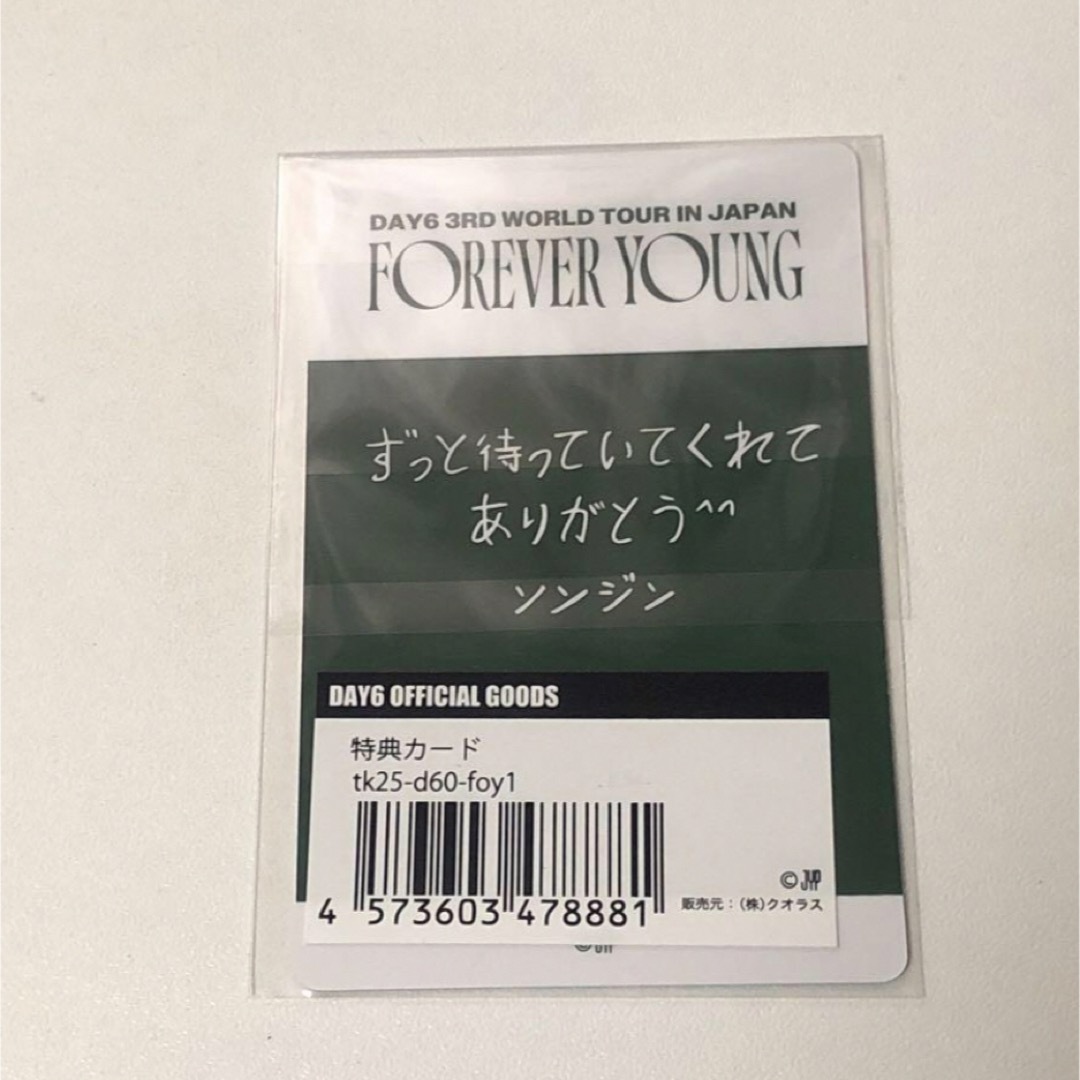 DAY6 3RD WORLD TOUR IN JAPAN
FOREVER YOUNG
ずっと待っていてくれて
ありがとう^^
ソンジン
DAY6 OFFICIAL GOODS
特典カード
tk25-d60-foy1
4 573603 478881
©JYP
販売元：(株)クオラス